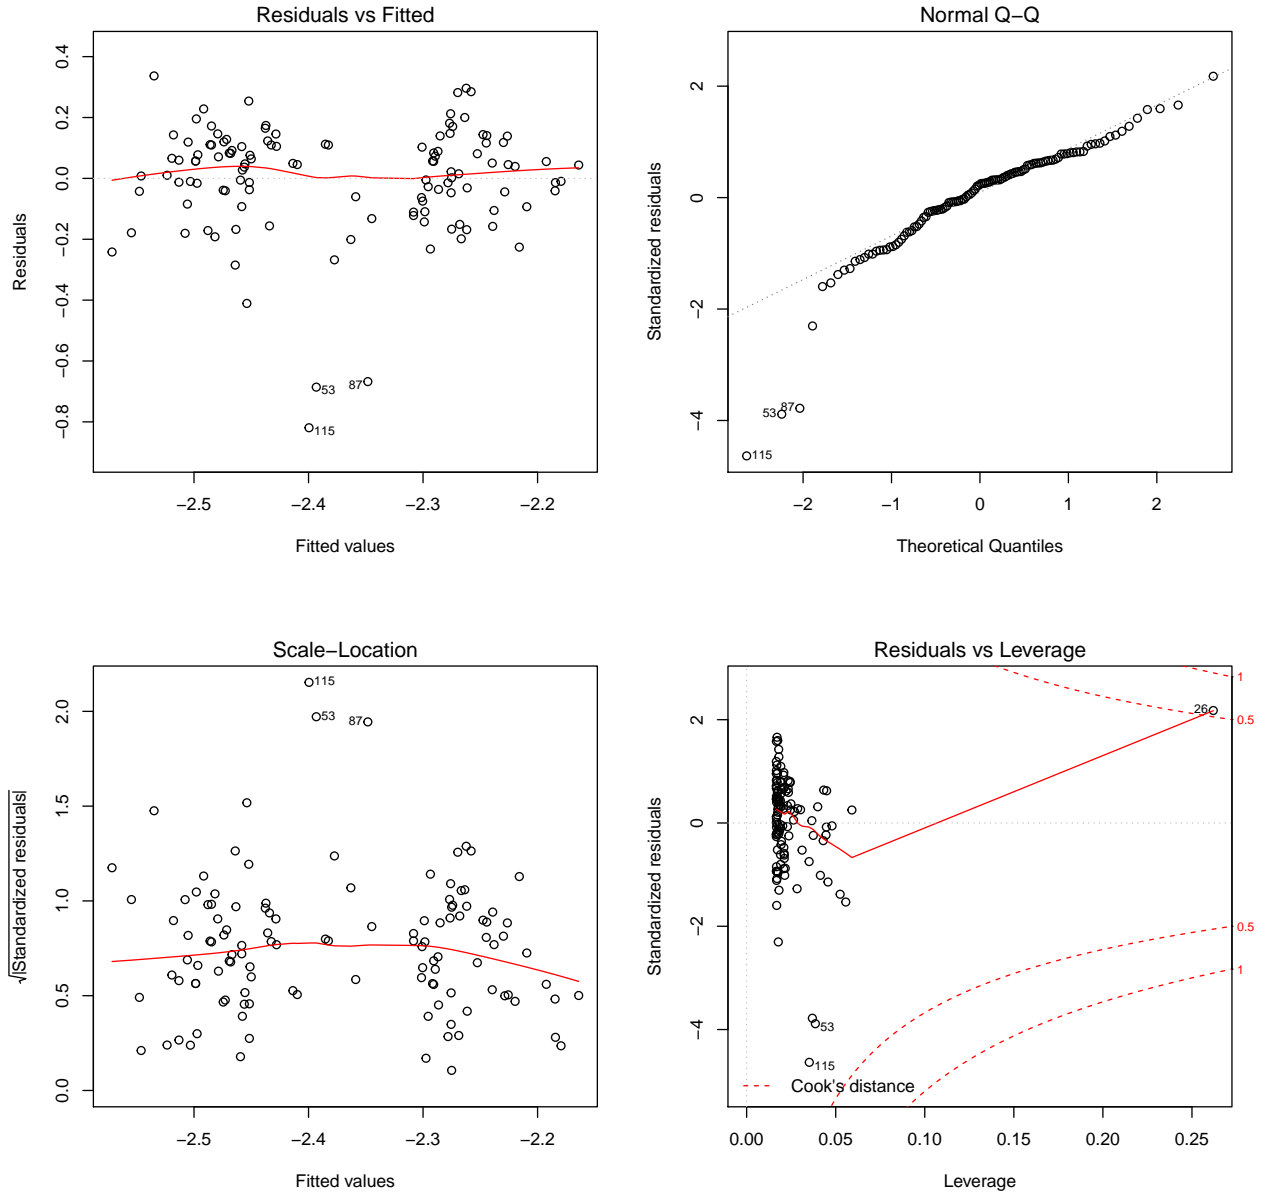 Residuals vs Fitted
0.4
0.2
0.0
−0.2
−0.4
−0.6
−0.8
Residuals
53
87
115
−2.5 −2.4 −2.3 −2.2
Fitted values
Normal Q−Q
2
0
−2
−4
Standardized residuals
53
87
115
−2 −1 0 1 2
Theoretical Quantiles
Scale−Location
2.0
1.5
1.0
0.5
0.0
√|Standardized residuals|
115
53
87
−2.5 −2.4 −2.3 −2.2
Fitted values
Residuals vs Leverage
2
0
−2
−4
Standardized residuals
1
0.5
0.5
1
26
53
115
Cook's distance
0.00 0.05 0.10 0.15 0.20 0.25
Leverage